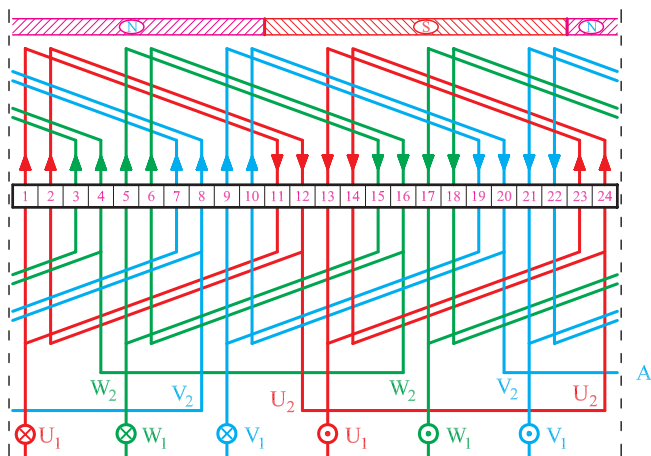 N S N
1 2 3 4 5 6 7 8 9 10 11 12 13 14 15 16 17 18 19 20 21 22 23 24
A
W₂ V₂ U₂ W₂ V₂ U₂
U₁ W₁ V₁ U₁ W₁ V₁